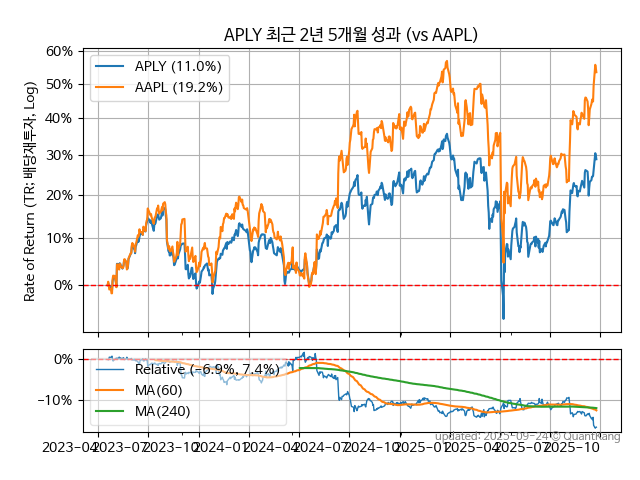 APLY 최근 2년 5개월 성과 (vs AAPL)
Rate of Return (TR: 배당재투자, Log)
60%
50%
40%
30%
20%
10%
0%
APLY (11.0%)
AAPL (19.2%)
0%
−10%
Relative (−6.9%, 7.4%)
MA(60)
MA(240)
updated: 2025-09-24 © Quantkang
2023-04 2023-07 2023-10 2024-01 2024-04 2024-07 2024-10 2025-01 2025-04 2025-07 2025-10